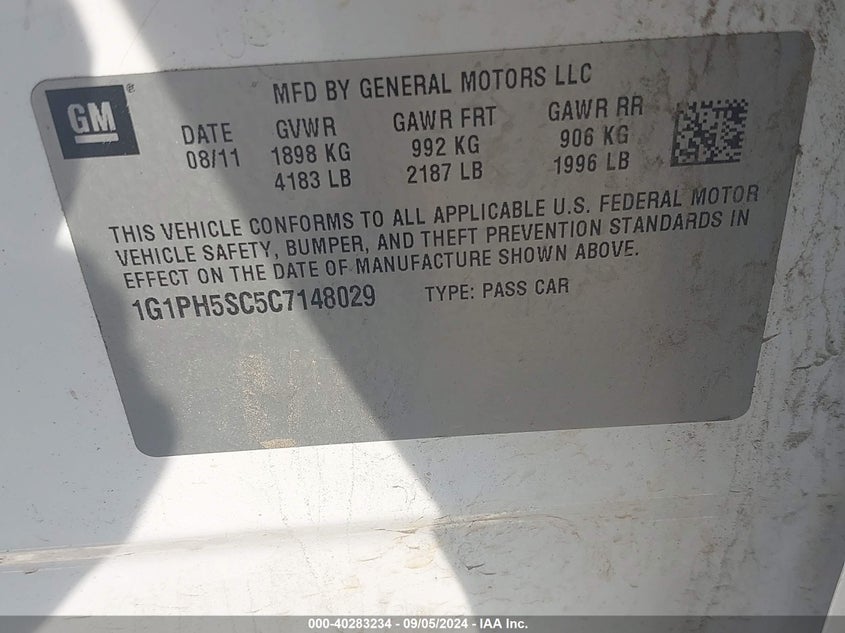 GM
®
MFD BY GENERAL MOTORS LLC
DATE GVWR GAWR FRT GAWR RR
08/11 1898 KG 992 KG 906 KG
4183 LB 2187 LB 1996 LB
THIS VEHICLE CONFORMS TO ALL APPLICABLE U.S. FEDERAL MOTOR
VEHICLE SAFETY, BUMPER, AND THEFT PREVENTION STANDARDS IN
EFFECT ON THE DATE OF MANUFACTURE SHOWN ABOVE.
1G1PH5SC5C7148029 TYPE: PASS CAR
000-40283234 - 09/05/2024 - IAA Inc.